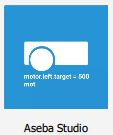 motor.left.target = 500
mot
Aseba Studio